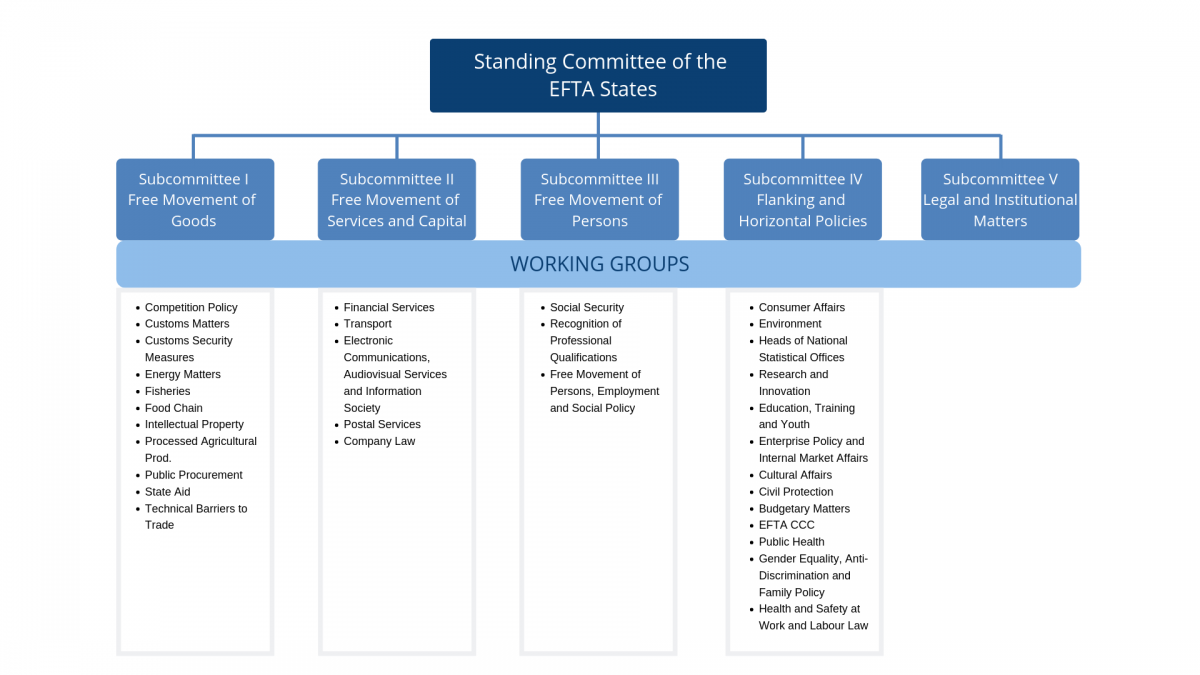 Standing Committee of the
EFTA States
Subcommittee I
Free Movement of
Goods
Subcommittee II
Free Movement of
Services and Capital
Subcommittee III
Free Movement of
Persons
Subcommittee IV
Flanking and
Horizontal Policies
Subcommittee V
Legal and Institutional
Matters
WORKING GROUPS
• Competition Policy
• Customs Matters
• Customs Security
Measures
• Energy Matters
• Fisheries
• Food Chain
• Intellectual Property
• Processed Agricultural
Prod.
• Public Procurement
• State Aid
• Technical Barriers to
Trade
• Financial Services
• Transport
• Electronic
Communications,
Audiovisual Services
and Information
Society
• Postal Services
• Company Law
• Social Security
• Recognition of
Professional
Qualifications
• Free Movement of
Persons, Employment
and Social Policy
• Consumer Affairs
• Environment
• Heads of National
Statistical Offices
• Research and
Innovation
• Education, Training
and Youth
• Enterprise Policy and
Internal Market Affairs
• Cultural Affairs
• Civil Protection
• Budgetary Matters
• EFTA CCC
• Public Health
• Gender Equality, Anti-
Discrimination and
Family Policy
• Health and Safety at
Work and Labour Law